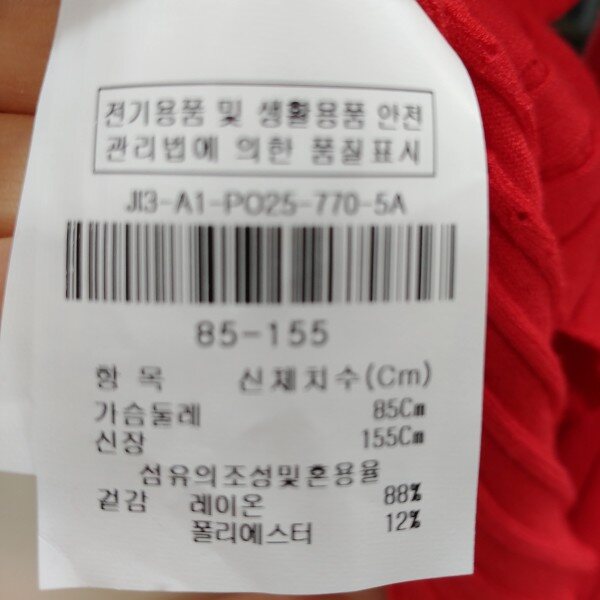 전기용품 및 생활용품 안전
관리법에 의한 품질표시
JI3-A1-PO25-770-5A
85-155
항 목 신체치수(Cm)
가슴둘레 85Cm
신장 155Cm
섬유의조성및혼용율
겉감 레이온 88%
폴리에스터 12%